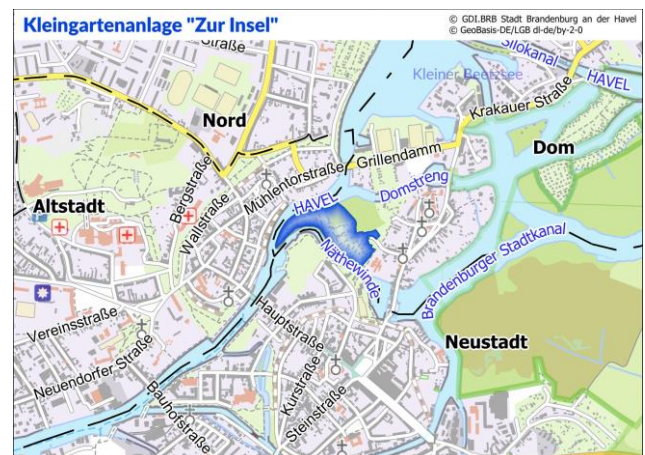 Kleingartenanlage "Zur Insel"
© GDI.BRB Stadt Brandenburg an der Havel
© GeoBasis-DE/LGB dl-de/by-2-0
Straße
Silokanal
HAVEL
Kleiner Beetzsee
Krakauer Straße
Nord
Grillendamm
Dom
Mühlentorstraße
Bergstraße
Wallstraße
Domstreng
HAVEL
Altstadt
Näthewinde
Brandenburger Stadtkanal
Hauptstraße
Vereinsstraße
Neustadt
Neuendorfer Straße
Kurstraße
Steinstraße
Bauhofstraße